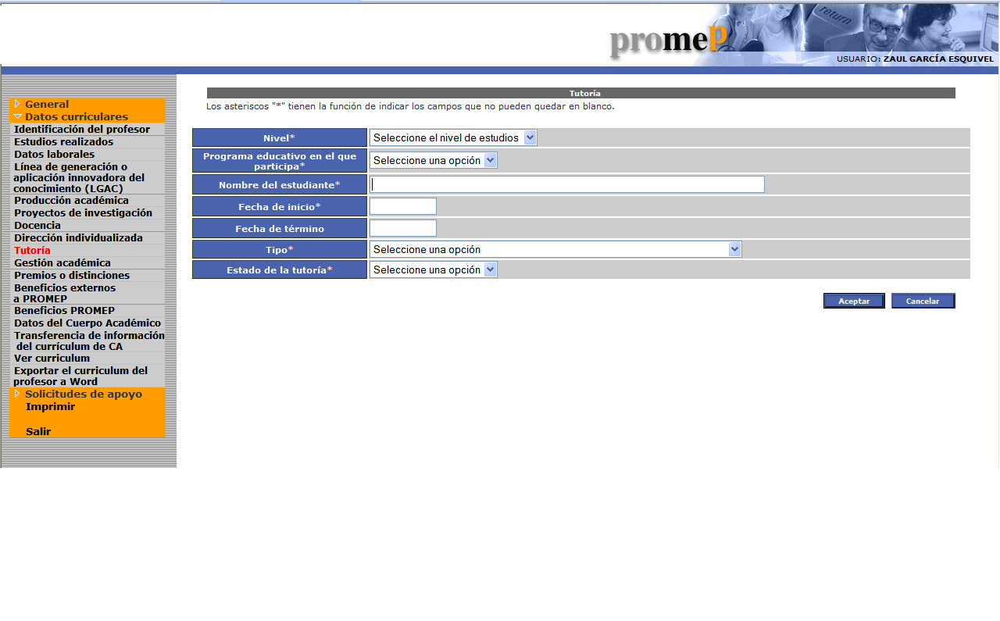 return
promep
USUARIO: ZAUL GARCÍA ESQUIVEL
General
Datos curriculares
Identificación del profesor
Estudios realizados
Datos laborales
Línea de generación o
aplicación innovadora del
conocimiento (LGAC)
Producción académica
Proyectos de investigación
Docencia
Dirección individualizada
Tutoría
Gestión académica
Premios o distinciones
Beneficios externos
a PROMEP
Beneficios PROMEP
Datos del Cuerpo Académico
Transferencia de información
del currículum de CA
Ver curriculum
Exportar el curriculum del
profesor a Word
Solicitudes de apoyo
Imprimir
Salir
Tutoría
Los asteriscos "*" tienen la función de indicar los campos que no pueden quedar en blanco.
Nivel* Seleccione el nivel de estudios
Programa educativo en el que
participa* Seleccione una opción
Nombre del estudiante*
Fecha de inicio*
Fecha de término
Tipo* Seleccione una opción
Estado de la tutoría* Seleccione una opción
Aceptar Cancelar